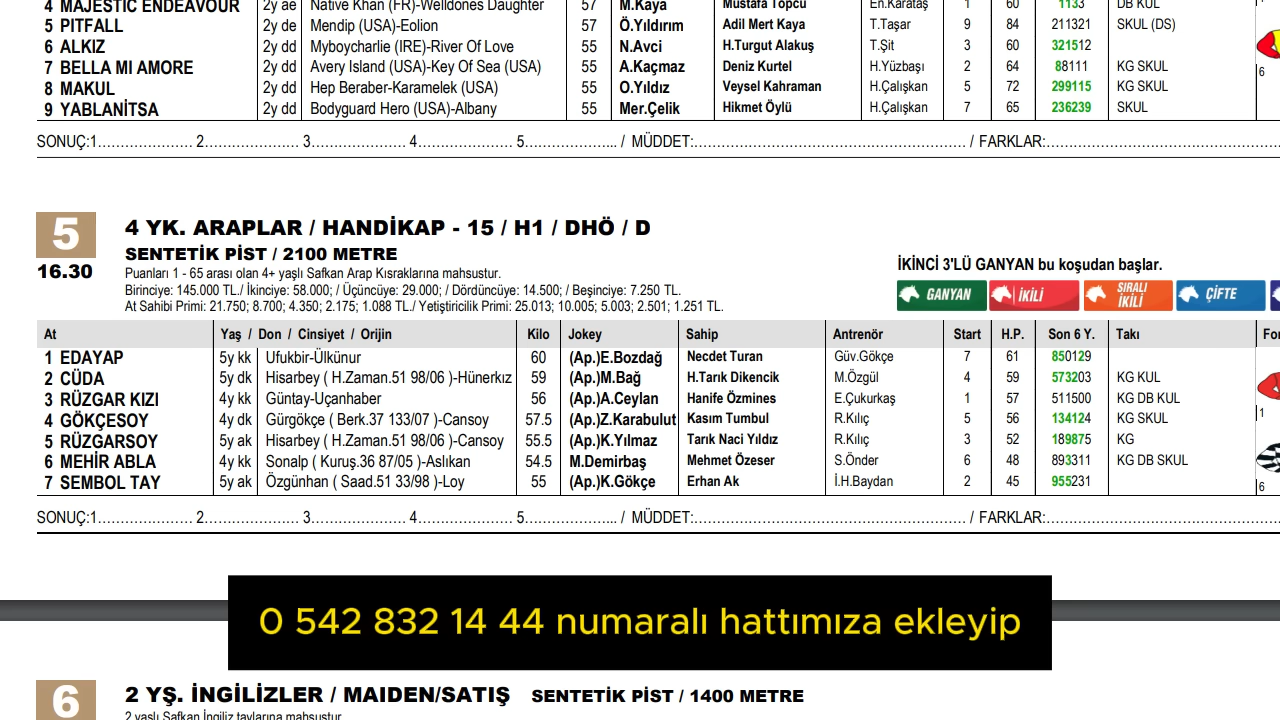 4 MAJESTIC ENDEAVOUR 2y ae Native Khan (FR)-Welldones Daughter 57 M.Kaya Mustafa Topcu En.Karataş 1 60 1133 DB KUL
5 PITFALL 2y de Mendip (USA)-Eolion 57 Ö.Yıldırım Adil Mert Kaya T.Taşar 9 84 211321 SKUL (DS)
6 ALKIZ 2y dd Myboycharlie (IRE)-River Of Love 55 N.Avci H.Turgut Alakuş T.Şit 3 60 321512
7 BELLA MI AMORE 2y dd Avery Island (USA)-Key Of Sea (USA) 55 A.Kaçmaz Deniz Kurtel H.Yüzbaşı 2 64 88111 KG SKUL 6
8 MAKUL 2y dd Hep Beraber-Karamelek (USA) 55 O.Yıldız Veysel Kahraman H.Çalışkan 5 72 299115 KG SKUL
9 YABLANİTSA 2y dd Bodyguard Hero (USA)-Albany 55 Mer.Çelik Hikmet Öylü H.Çalışkan 7 65 236239 SKUL
SONUÇ:1..................... 2..................... 3..................... 4..................... 5..................... / MÜDDET:.............................................................. / FARKLAR:....................................................
5 4 YK. ARAPLAR / HANDİKAP - 15 / H1 / DHÖ / D
SENTETİK PİST / 2100 METRE
16.30 Puanları 1 - 65 arası olan 4+ yaşlı Safkan Arap Kısraklarına mahsustur.
İKİNCİ 3'LÜ GANYAN bu koşudan başlar.
Birinciye: 145.000 TL./ İkinciye: 58.000; / Üçüncüye: 29.000; / Dördüncüye: 14.500; / Beşinciye: 7.250 TL.
GANYAN İKİLİ SIRALI İKİLİ ÇİFTE
At Sahibi Primi: 21.750; 8.700; 4.350; 2.175; 1.088 TL./ Yetiştiricilik Primi: 25.013; 10.005; 5.003; 2.501; 1.251 TL.
At Yaş / Don / Cinsiyet / Orijin Kilo Jokey Sahip Antrenör Start H.P. Son 6 Y. Takı For
1 EDAYAP 5y kk Ufukbir-Ülkünur 60 (Ap.)E.Bozdağ Necdet Turan Güv.Gökçe 7 61 850129
2 CÜDA 5y dk Hisarbey ( H.Zaman.51 98/06 )-Hünerkız 59 (Ap.)M.Bağ H.Tarık Dikencik M.Özgül 4 59 573203 KG KUL
3 RÜZGAR KIZI 4y kk Güntay-Uçanhaber 56 (Ap.)A.Ceylan Hanife Özmines E.Çukurkaş 1 57 511500 KG DB KUL 1
4 GÖKÇESOY 4y dk Gürgökçe ( Berk.37 133/07 )-Cansoy 57.5 (Ap.)Z.Karabulut Kasım Tumbul R.Kılıç 5 56 134124 KG SKUL
5 RÜZGARSOY 5y ak Hisarbey ( H.Zaman.51 98/06 )-Cansoy 55.5 (Ap.)K.Yılmaz Tarık Naci Yıldız R.Kılıç 3 52 189875 KG
6 MEHİR ABLA 4y kk Sonalp ( Kuruş.36 87/05 )-Aslıkan 54.5 M.Demirbaş Mehmet Özeser S.Önder 6 48 893311 KG DB SKUL
7 SEMBOL TAY 5y ak Özgünhan ( Saad.51 33/98 )-Loy 55 (Ap.)K.Gökçe Erhan Ak İ.H.Baydan 2 45 955231 6
SONUÇ:1..................... 2..................... 3..................... 4..................... 5..................... / MÜDDET:.............................................................. / FARKLAR:....................................................
0 542 832 14 44 numaralı hattımıza ekleyip
6 2 YŞ. İNGİLİZLER / MAIDEN/SATIŞ SENTETİK PİST / 1400 METRE
2 yaşlı Safkan İngiliz taylarına mahsustur.